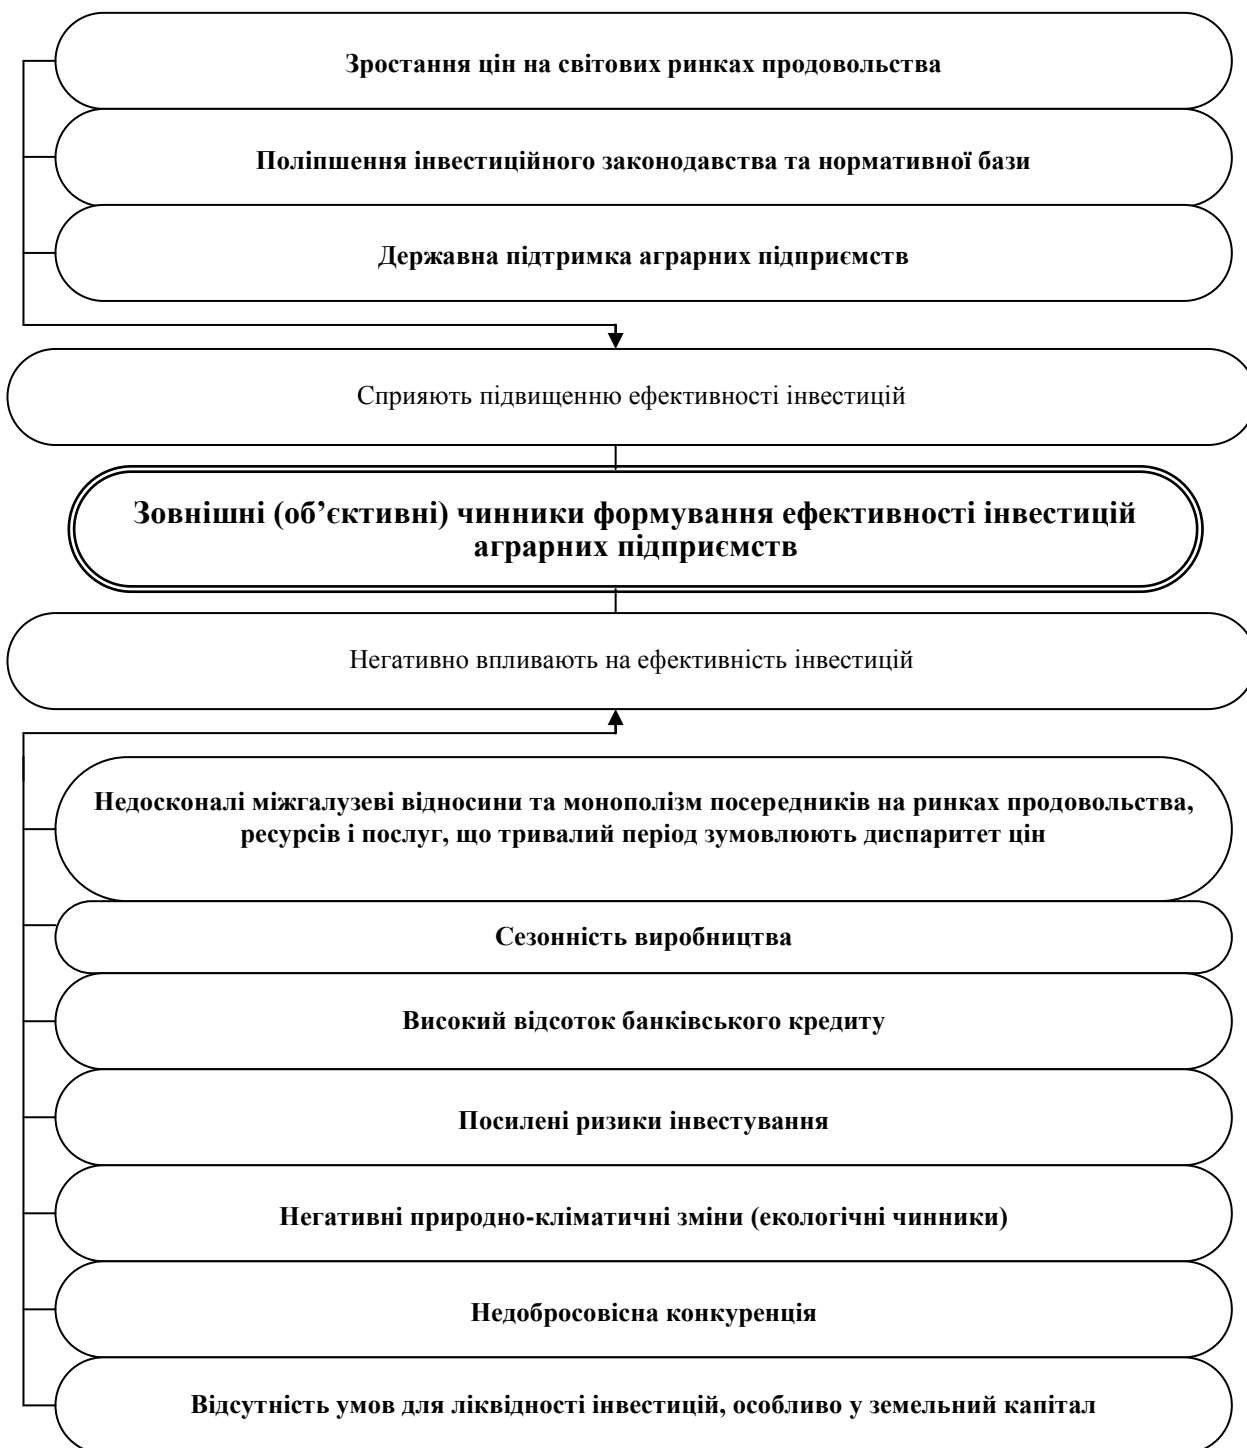 Зростання цін на світових ринках продовольства
Поліпшення інвестиційного законодавства та нормативної бази
Державна підтримка аграрних підприємств
Сприяють підвищенню ефективності інвестицій
Зовнішні (об’єктивні) чинники формування ефективності інвестицій
аграрних підприємств
Негативно впливають на ефективність інвестицій
Недосконалі міжгалузеві відносини та монополізм посередників на ринках продовольства,
ресурсів і послуг, що тривалий період зумовлюють диспаритет цін
Сезонність виробництва
Високий відсоток банківського кредиту
Посилені ризики інвестування
Негативні природно-кліматичні зміни (екологічні чинники)
Недобросовісна конкуренція
Відсутність умов для ліквідності інвестицій, особливо у земельний капітал